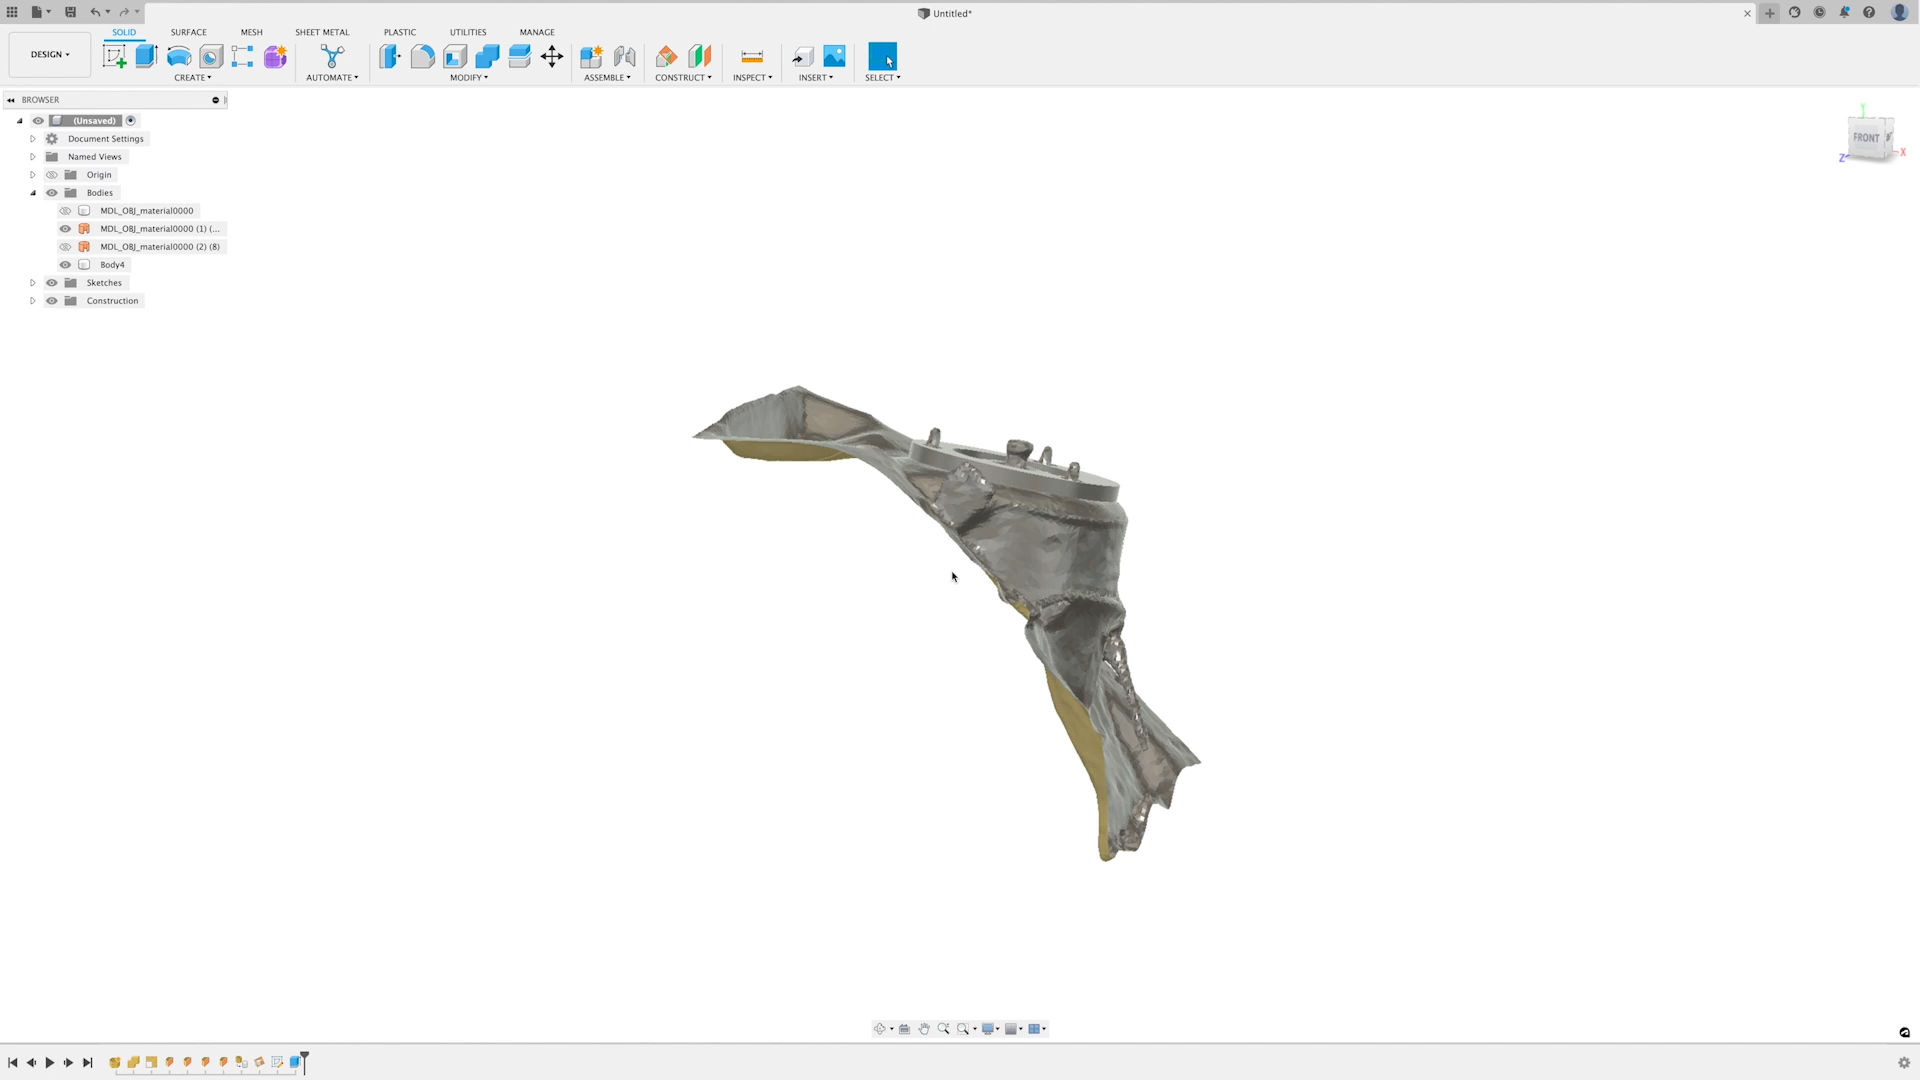 Untitled*
SOLID SURFACE MESH SHEET METAL PLASTIC UTILITIES MANAGE
DESIGN
CREATE AUTOMATE MODIFY ASSEMBLE CONSTRUCT INSPECT INSERT SELECT
BROWSER
(Unsaved)
Document Settings
Named Views
Origin
Bodies
MDL_OBJ_material0000
MDL_OBJ_material0000 (1) (...
MDL_OBJ_material0000 (2) (8)
Body4
Sketches
Construction
Y
FRONT
X
Z